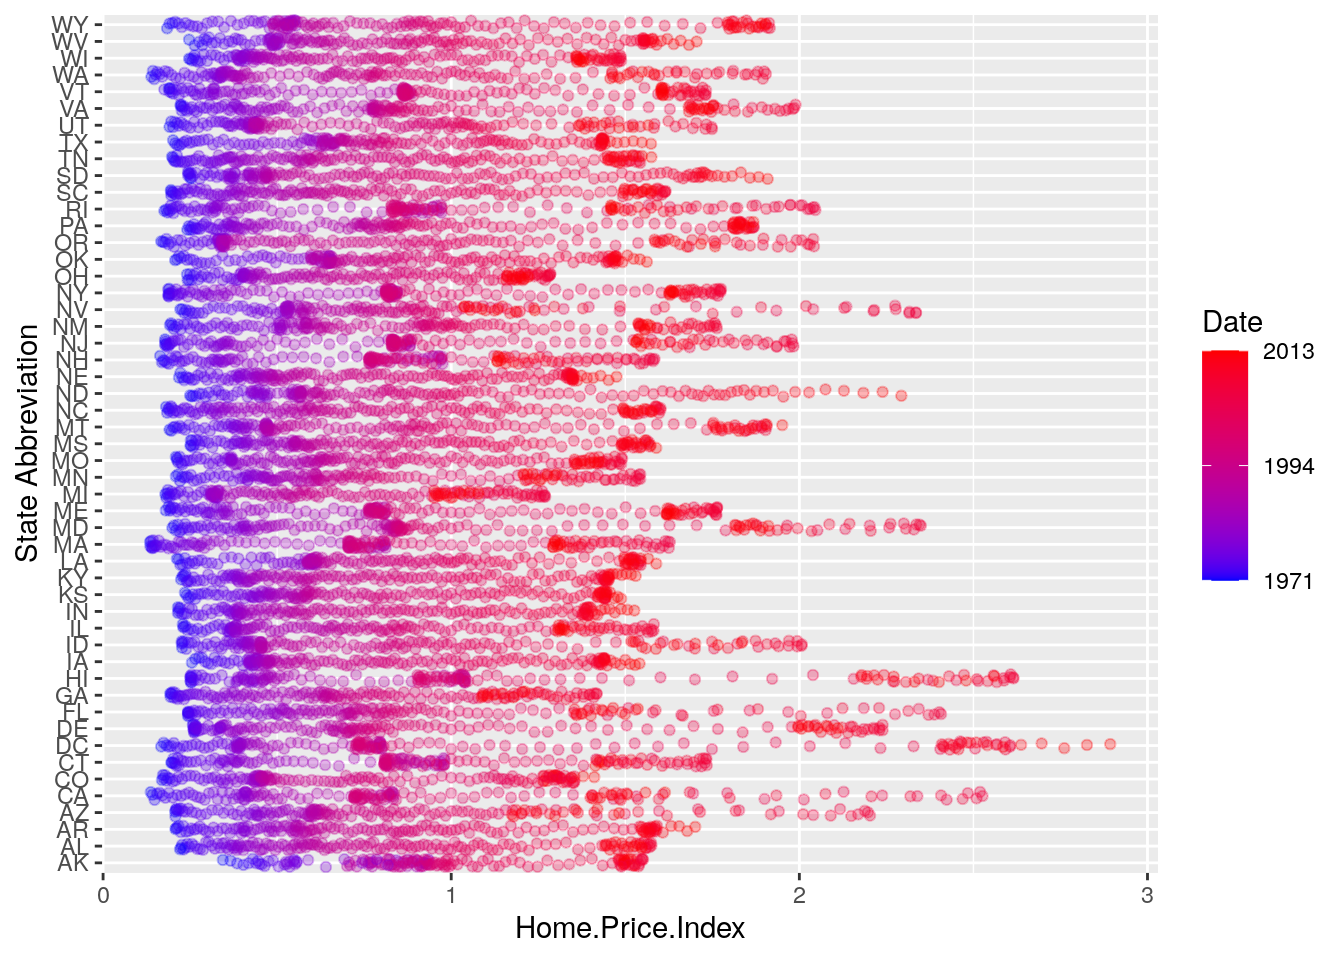 WY
WV
WI
WA
VT
VA
UT
TX
TN
SD
SC
RI
PA
OR
OK
OH
NY
NV
NM
NJ
NH
NE
ND
NC
MT
MS
MO
MN
MI
ME
MD
MA
LA
KY
KS
IN
IL
ID
IA
HI
GA
FL
DE
DC
CT
CO
CA
AZ
AR
AL
AK
State Abbreviation
0 1 2 3
Home.Price.Index
Date
2013
1994
1971